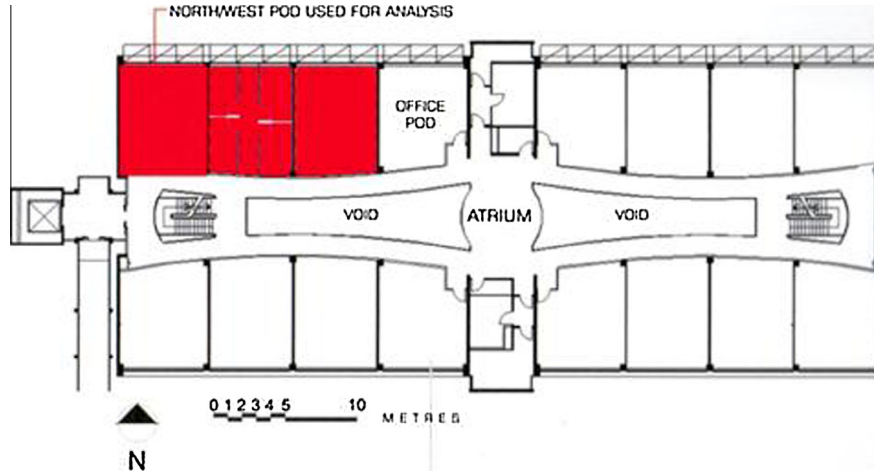 NORTH/WEST POD USED FOR ANALYSIS
OFFICE
POD
VOID
ATRIUM
VOID
0 1 2 3 4 5 10
METRES
N